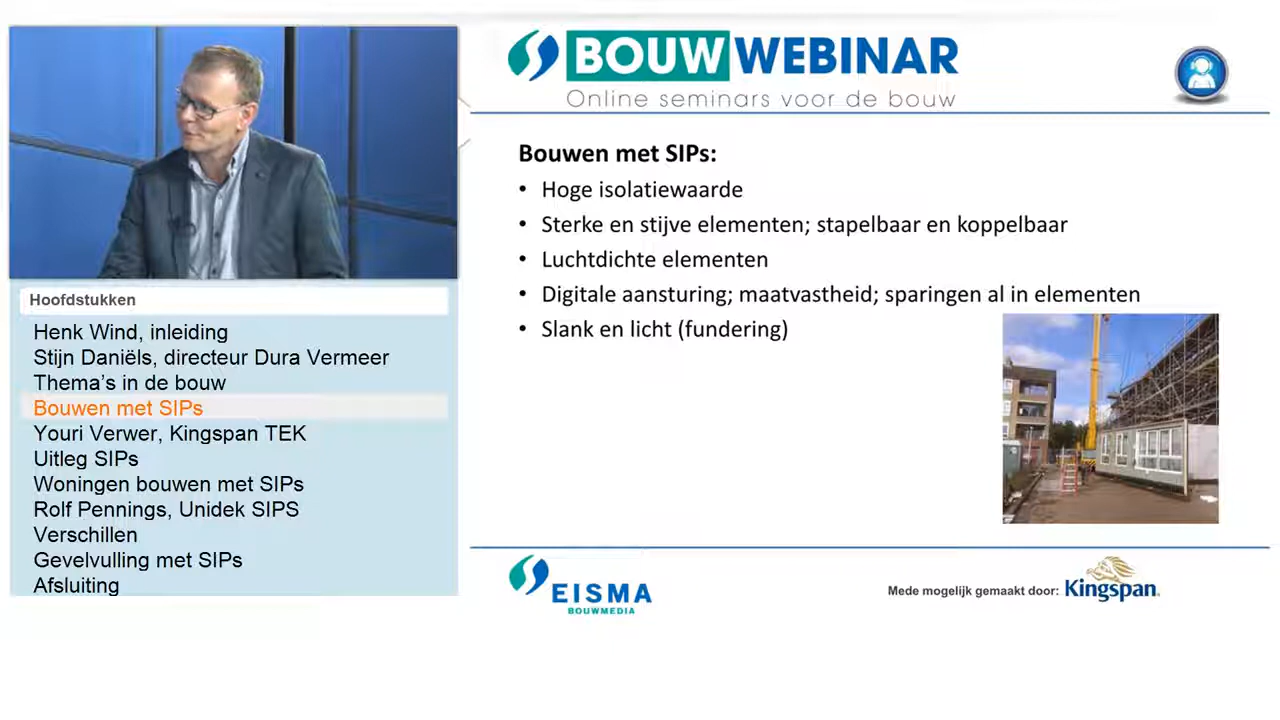 BOUWWEBINAR
Online seminars voor de bouw
Bouwen met SIPs:
• Hoge isolatiewaarde
• Sterke en stijve elementen; stapelbaar en koppelbaar
• Luchtdichte elementen
• Digitale aansturing; maatvastheid; sparingen al in elementen
• Slank en licht (fundering)
Hoofdstukken
Henk Wind, inleiding
Stijn Daniëls, directeur Dura Vermeer
Thema’s in de bouw
Bouwen met SIPs
Youri Verwer, Kingspan TEK
Uitleg SIPs
Woningen bouwen met SIPs
Rolf Pennings, Unidek SIPS
Verschillen
Gevelvulling met SIPs
Afsluiting
EISMA
BOUWMEDIA
Mede mogelijk gemaakt door: Kingspan